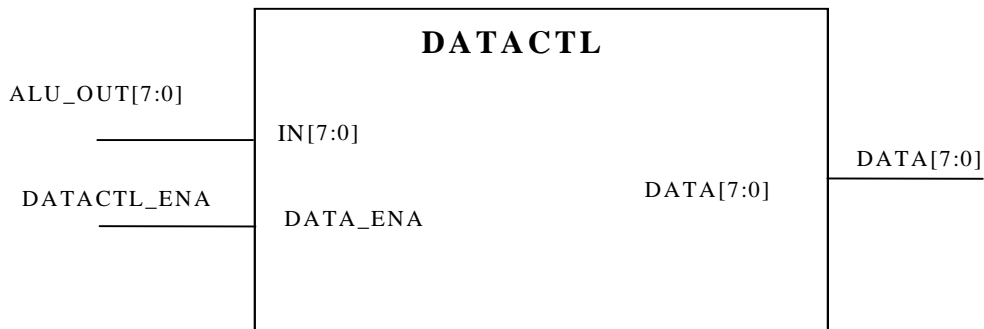 DATACTL
ALU_OUT[7:0]
IN[7:0]
DATA[7:0]
DATACTL_ENA
DATA[7:0]
DATA_ENA